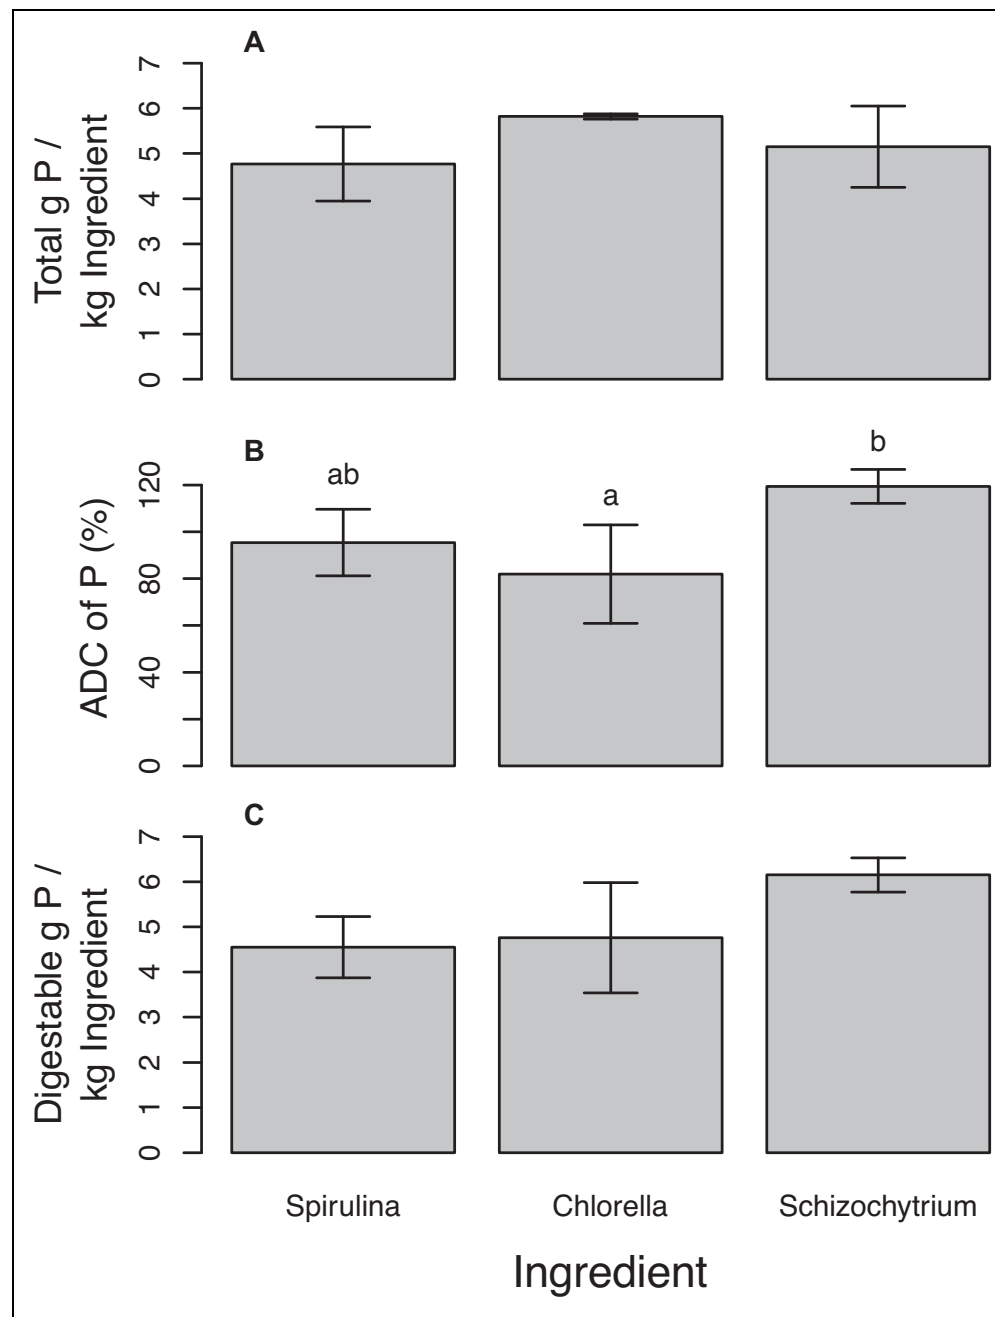 A
Total g P /
kg Ingredient
7
6
5
4
3
2
1
0
B
ADC of P (%)
120
80
40
0
ab
a
b
C
Digestable g P /
kg Ingredient
7
6
5
4
3
2
1
0
Spirulina
Chlorella
Schizochytrium
Ingredient